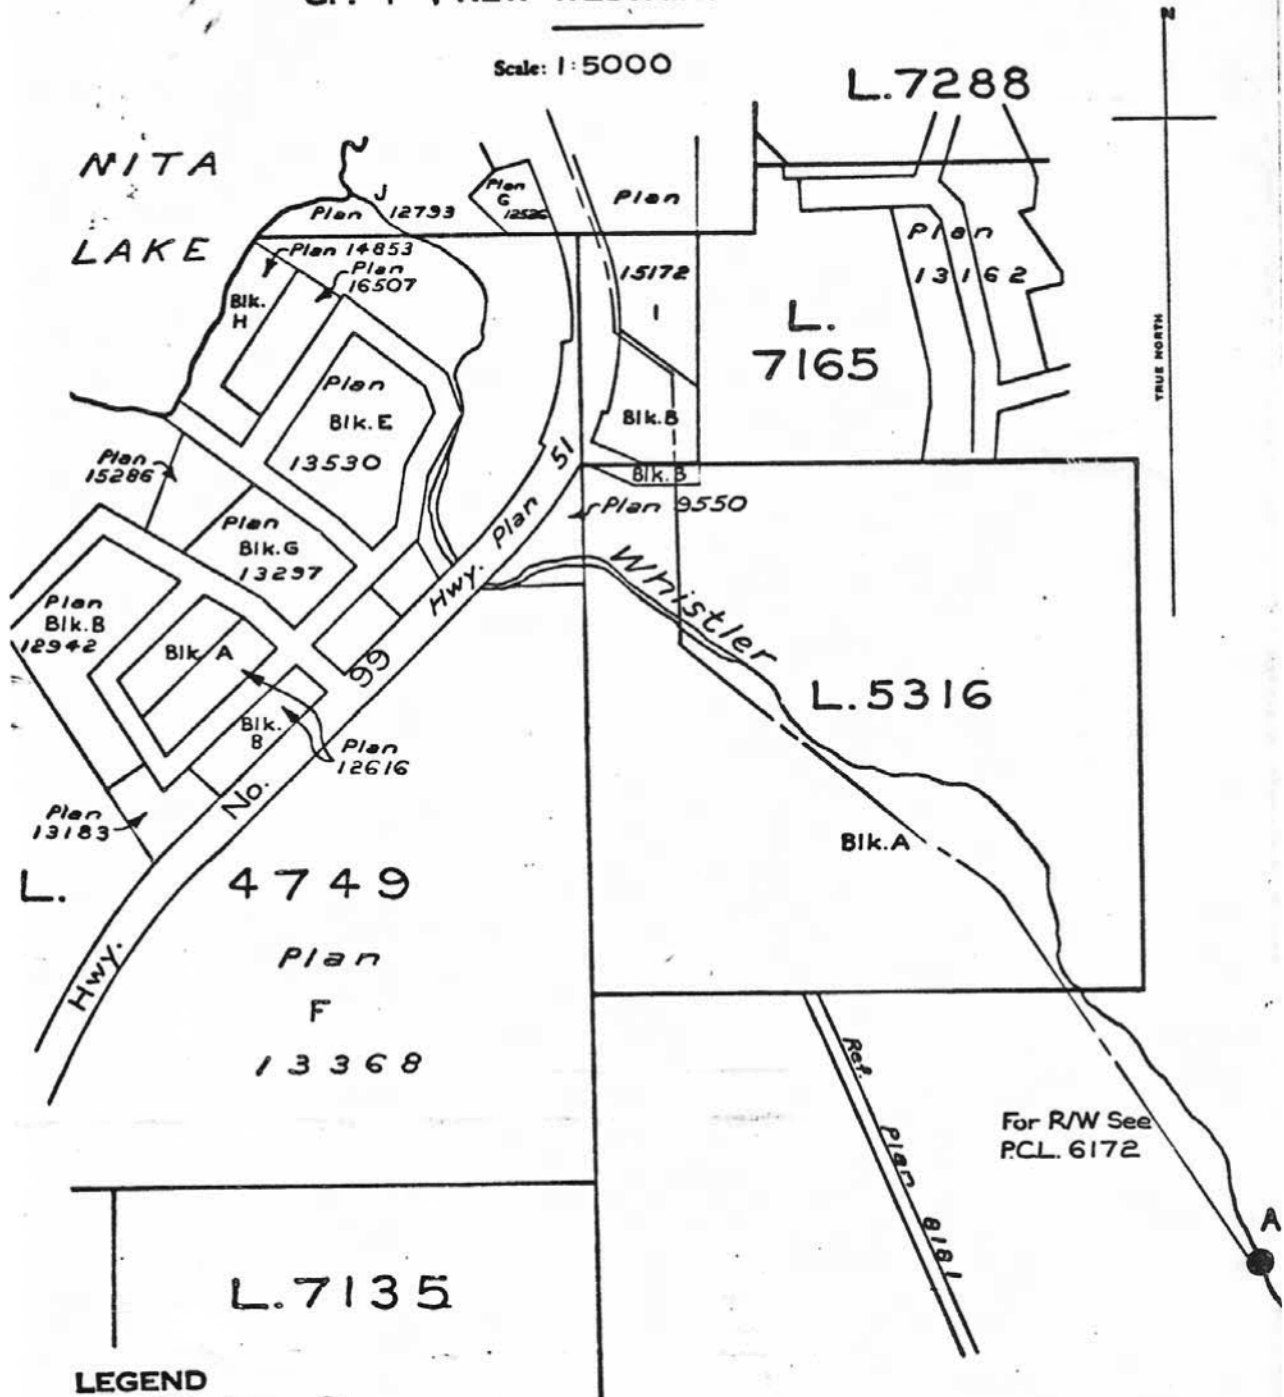 Scale: 1:5000
N
L.7288
NITA
LAKE
J
Plan 12793
Plan
G
12526
Plan
15172
1
Plan 14853
Plan
16507
Blk.
H
Plan
13162
L.
7165
TRUE NORTH
Plan
Blk.E
13530
Blk.B
Blk.B
Plan
15286
Plan 9550
Plan
Blk.G
13297
Hwy. Plan 51
Whistler
Plan
Blk.B
12942
Blk. A
99
L.5316
Blk.
B
Plan
12616
No.
Plan
13183
Blk.A
L. 4749
Plan
F
13368
Hwy.
Ref. Plan 8181
For R/W See
P.C.L. 6172
A
L.7135
LEGEND